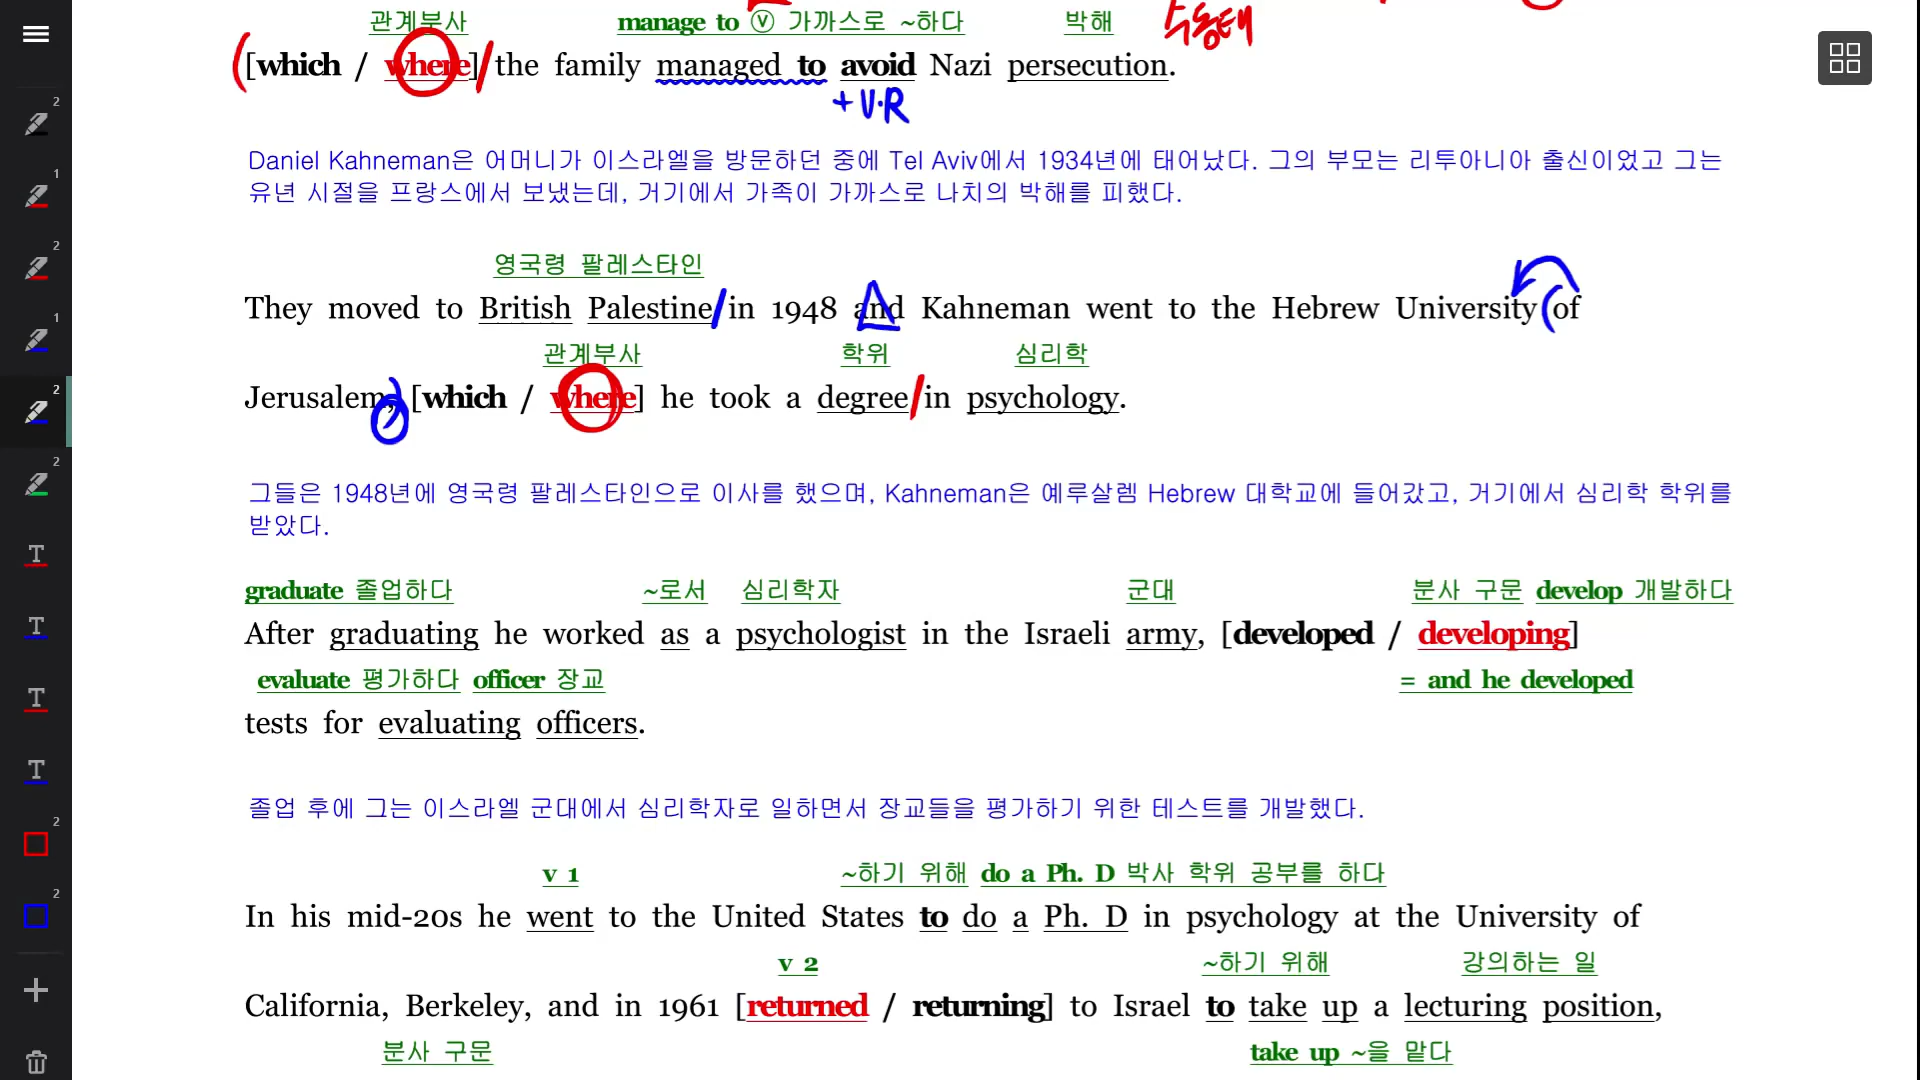 관계부사 manage to ⓥ 가까스로 ~하다 박해 수동태
[which / where] the family managed to avoid Nazi persecution.
+ V·R
Daniel Kahneman은 어머니가 이스라엘을 방문하던 중에 Tel Aviv에서 1934년에 태어났다. 그의 부모는 리투아니아 출신이었고 그는
유년 시절을 프랑스에서 보냈는데, 거기에서 가족이 가까스로 나치의 박해를 피했다.
영국령 팔레스타인
They moved to British Palestine in 1948 and Kahneman went to the Hebrew University of
관계부사 학위 심리학
Jerusalem, [which / where] he took a degree in psychology.
그들은 1948년에 영국령 팔레스타인으로 이사를 했으며, Kahneman은 예루살렘 Hebrew 대학교에 들어갔고, 거기에서 심리학 학위를
받았다.
graduate 졸업하다 ~로서 심리학자 군대 분사 구문 develop 개발하다
After graduating he worked as a psychologist in the Israeli army, [developed / developing]
evaluate 평가하다 officer 장교 = and he developed
tests for evaluating officers.
졸업 후에 그는 이스라엘 군대에서 심리학자로 일하면서 장교들을 평가하기 위한 테스트를 개발했다.
v 1 ~하기 위해 do a Ph. D 박사 학위 공부를 하다
In his mid-20s he went to the United States to do a Ph. D in psychology at the University of
v 2 ~하기 위해 강의하는 일
California, Berkeley, and in 1961 [returned / returning] to Israel to take up a lecturing position,
분사 구문 take up ~을 맡다